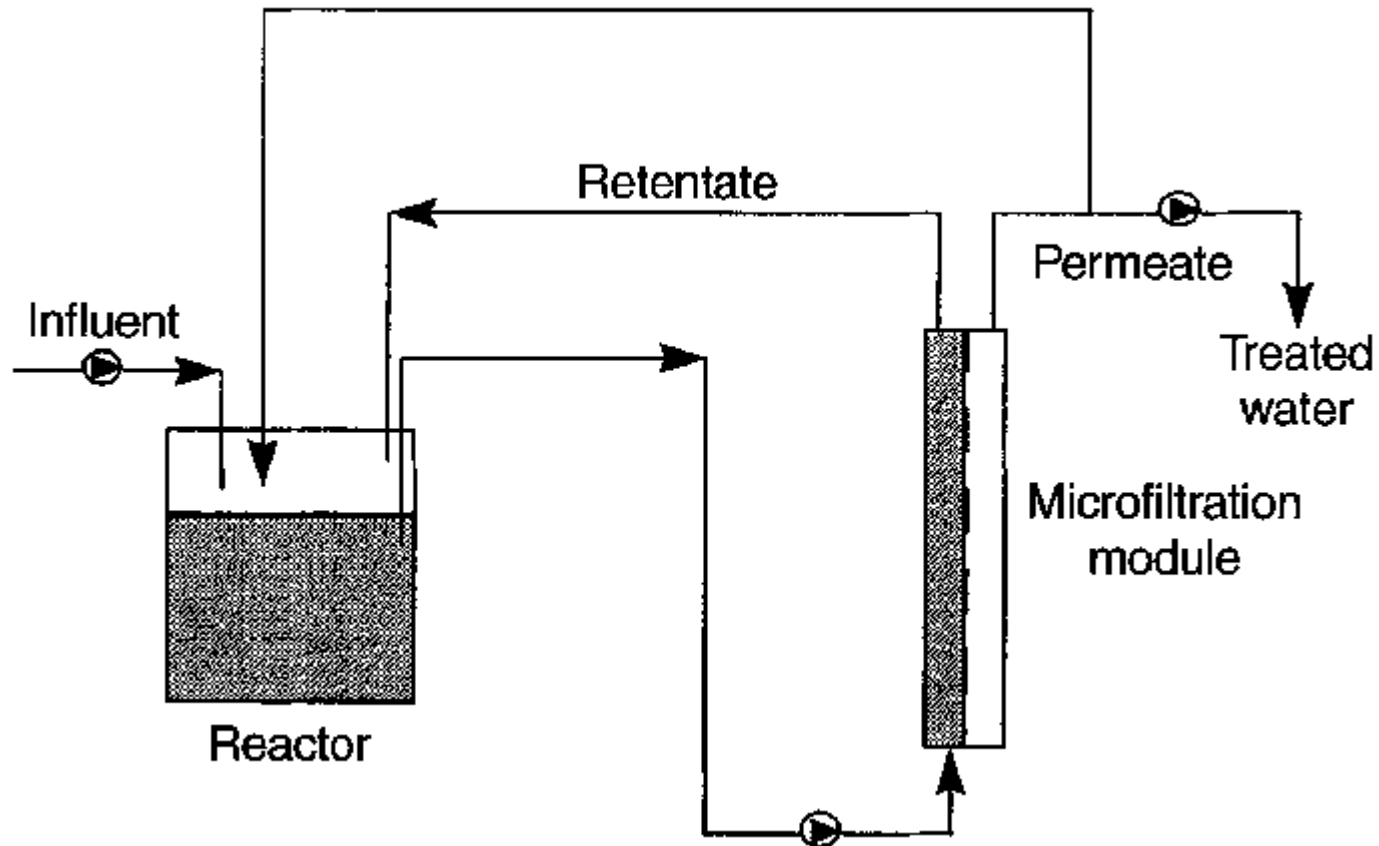 Retentate
Permeate
Influent
Treated
water
Microfiltration
module
Reactor